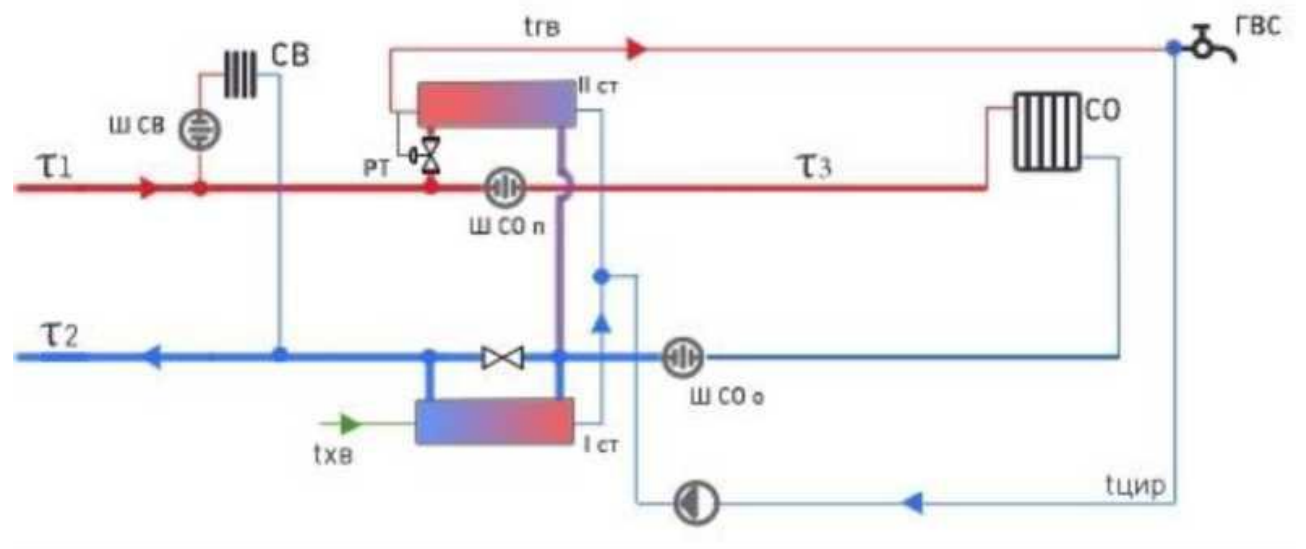 tгв
ГВС
СВ
II ст
СО
Ш СВ
τ1
РТ
τ3
Ш СО п
τ2
Ш СО о
I ст
tхв
tцир